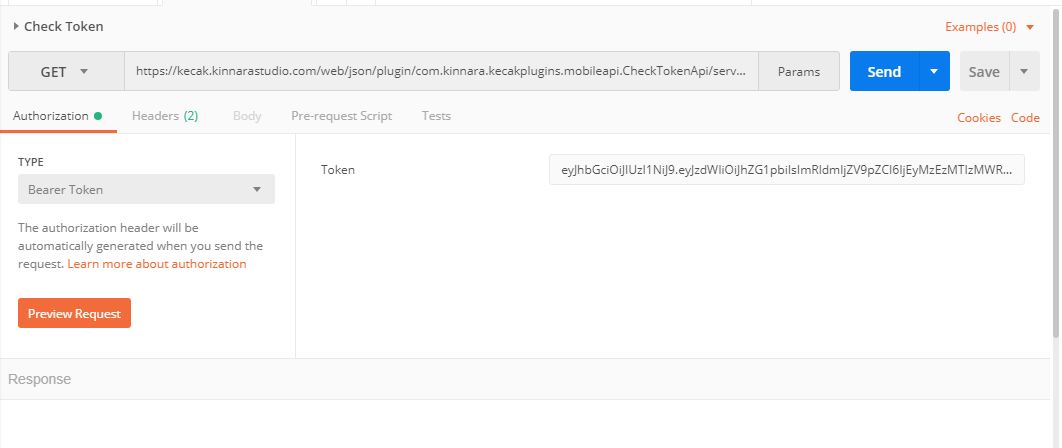 Check Token
Examples (0)
GET
https://kecak.kinnarastudio.com/web/json/plugin/com.kinnara.kecakplugins.mobileapi.CheckTokenApi/serv...
Params
Send
Save
Authorization
Headers (2)
Body
Pre-request Script
Tests
Cookies
Code
TYPE
Bearer Token
The authorization header will be
automatically generated when you send the
request. Learn more about authorization
Preview Request
Token
eyJhbGciOiJIUzI1NiJ9.eyJzdWIiOiJhZG1pbiIsImRldmljZV9pZCI6IjEyMzEzMTIzMWR...
Response